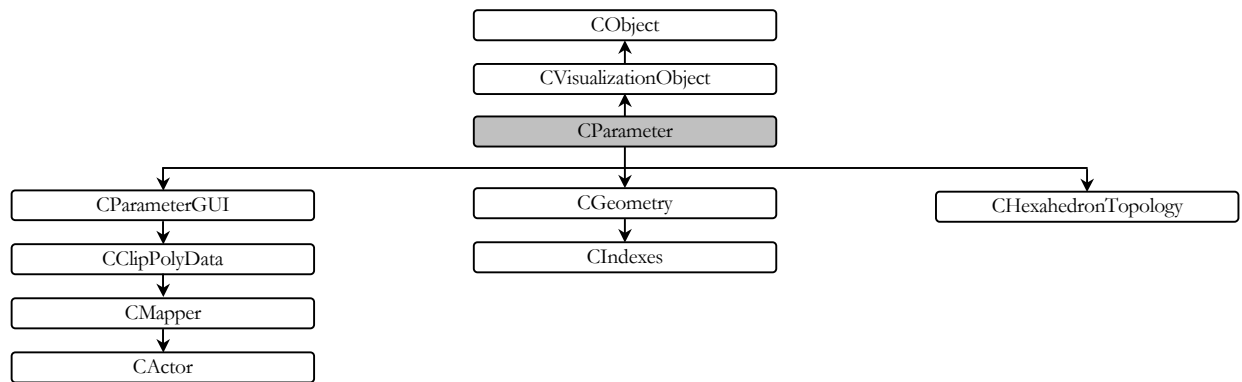 CObject
CVisualizationObject
CParameter
CParameterGUI
CGeometry
CHexahedronTopology
CClipPolyData
CIndexes
CMapper
CActor